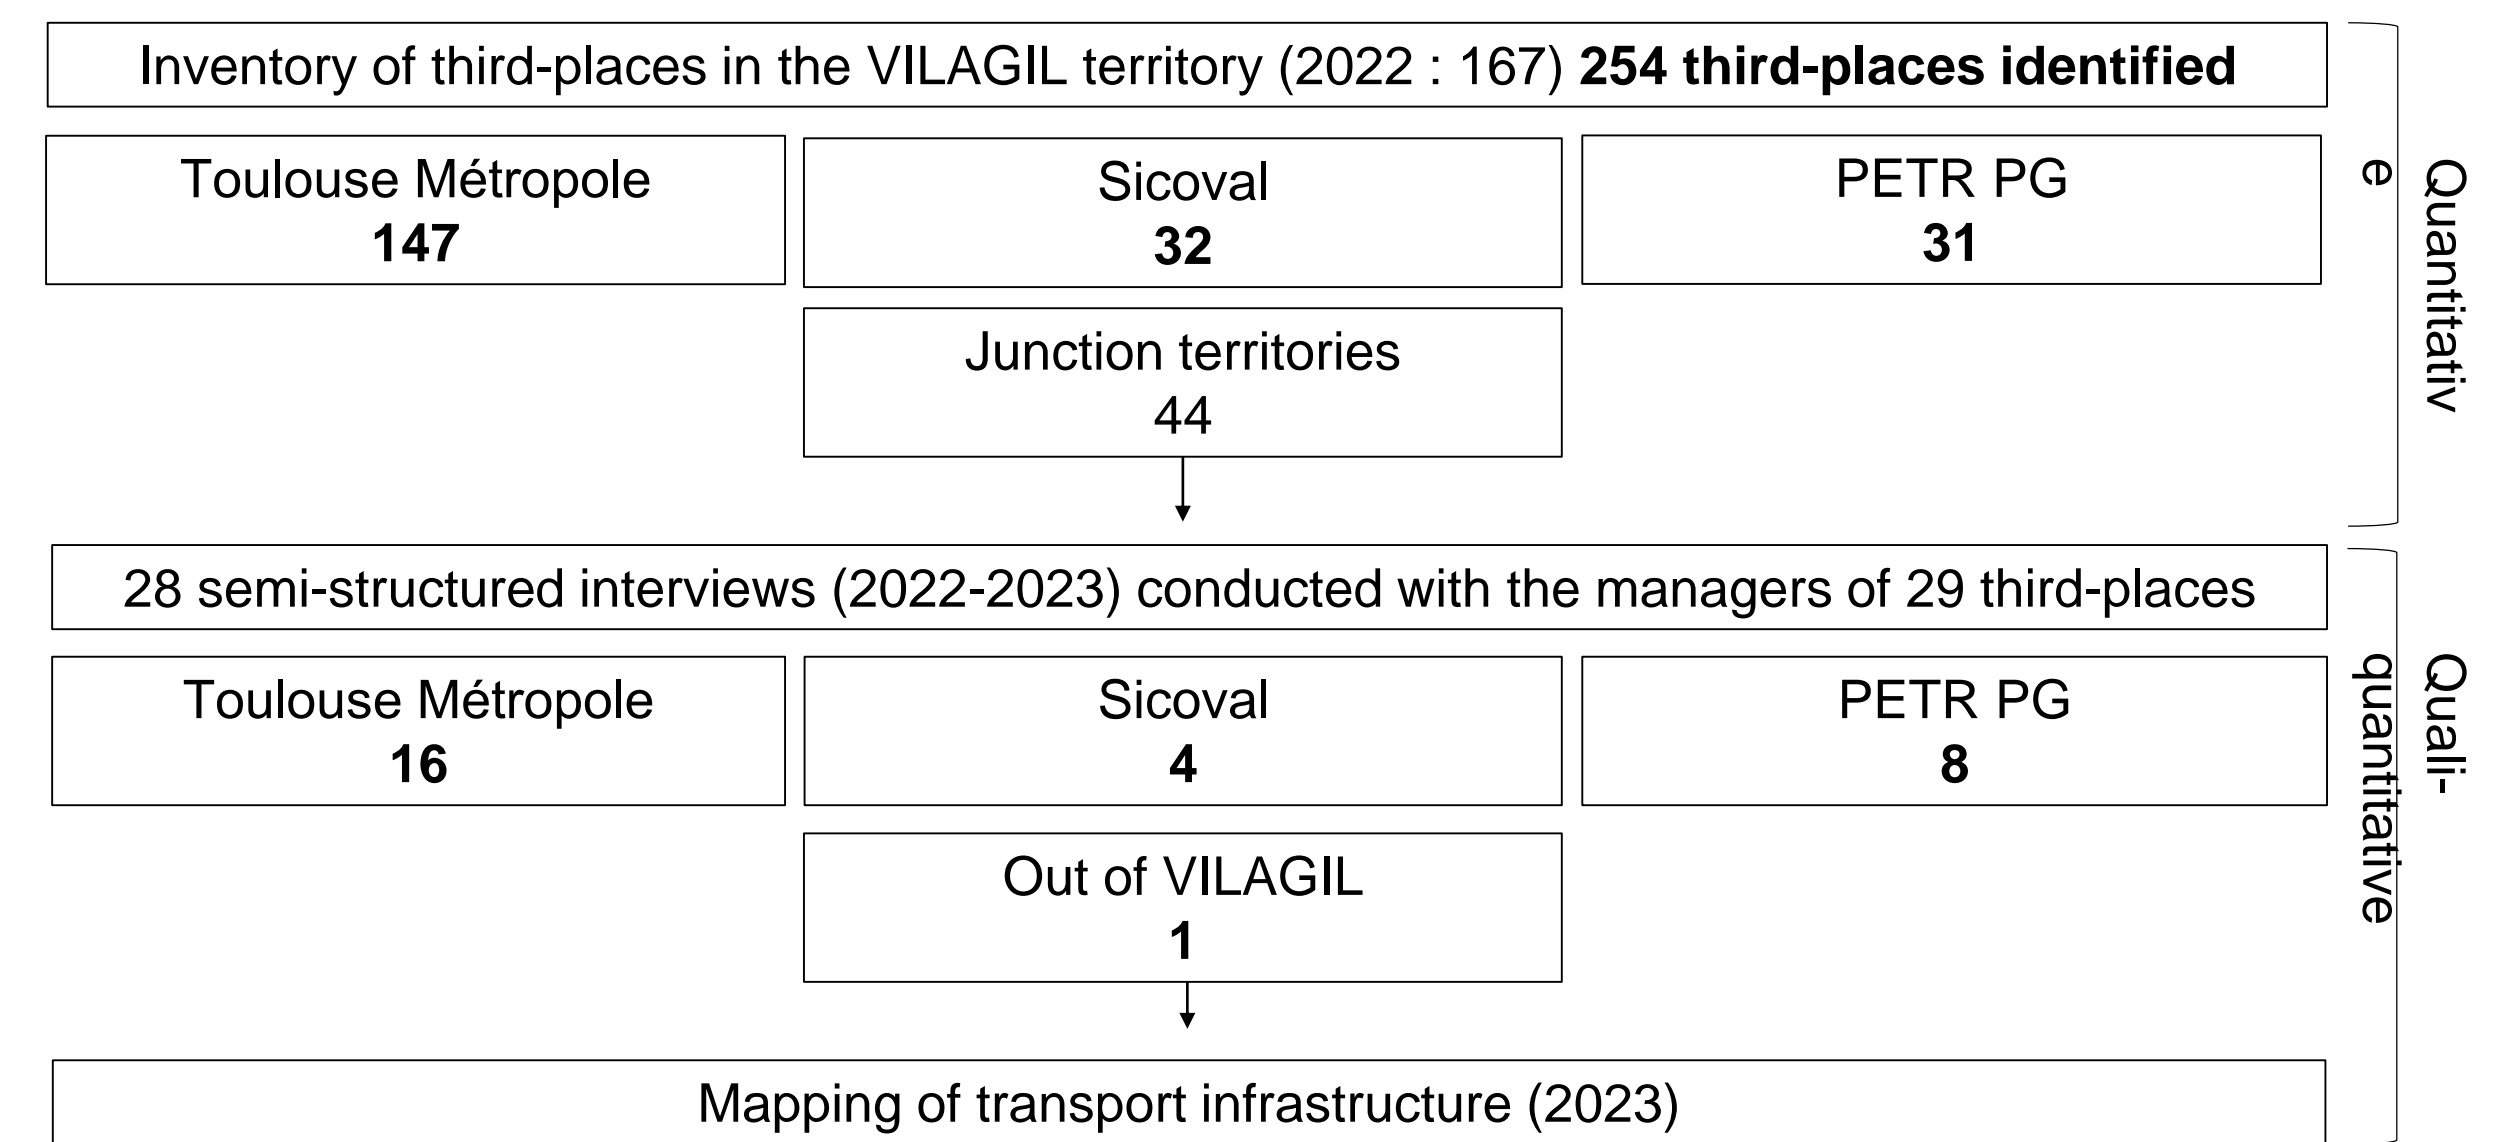 Inventory of third-places in the VILAGIL territory (2022 : 167) 254 third-places identified
Toulouse Métropole
147
Sicoval
32
PETR PG
31
Junction territories
44
Quantitativ
e
28 semi-structured interviews (2022-2023) conducted with the managers of 29 third-places
Toulouse Métropole
16
Sicoval
4
PETR PG
8
Out of VILAGIL
1
Quali-
quantitative
Mapping of transport infrastructure (2023)